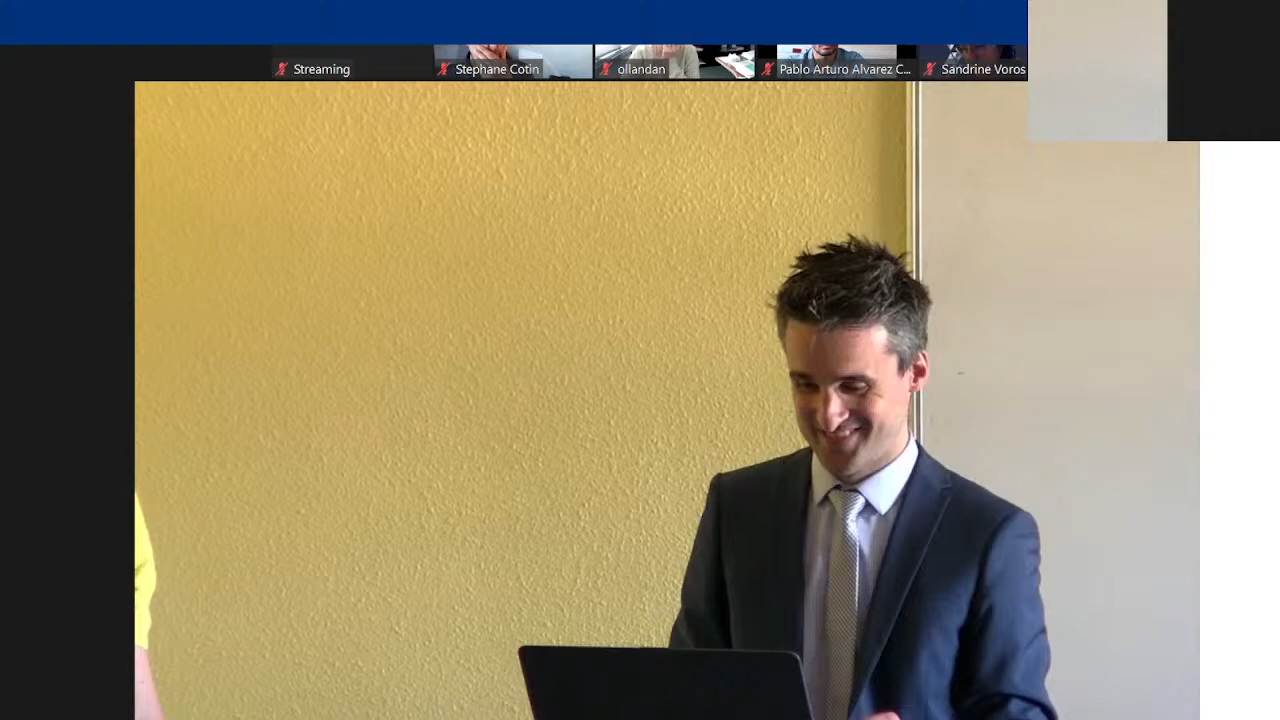 Streaming
Stephane Cotin
ollandan
Pablo Arturo Alvarez C...
Sandrine Voros